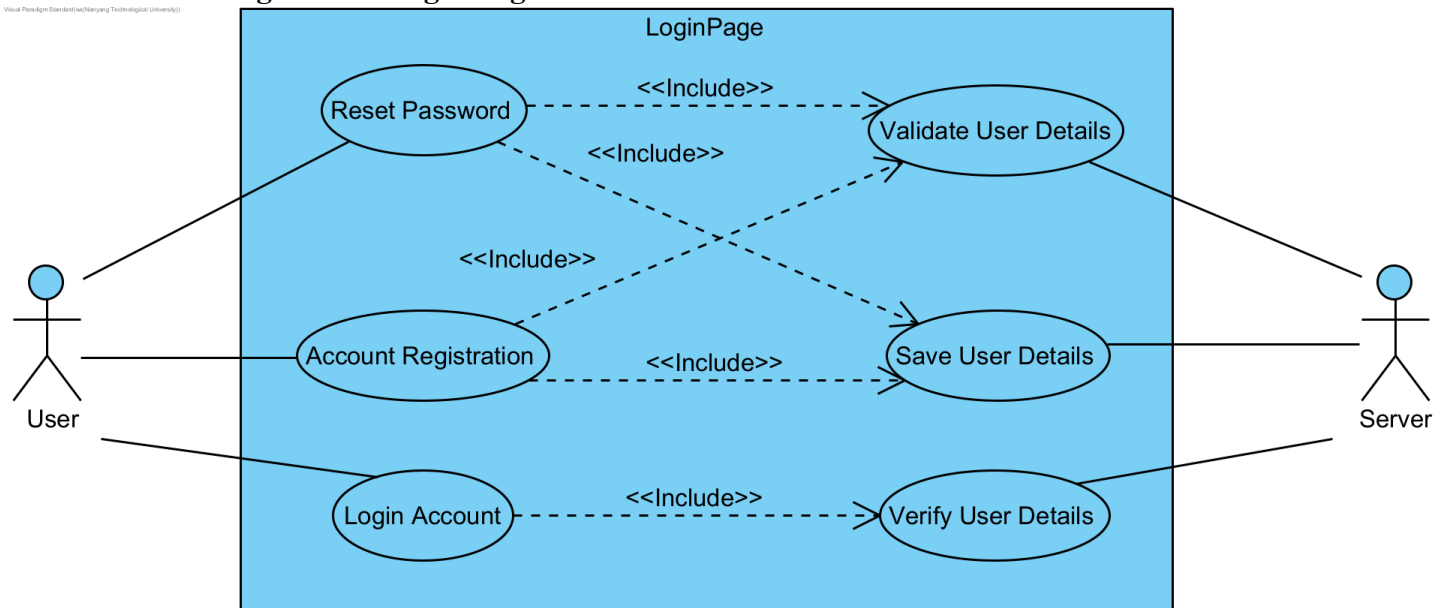 Visual Paradigm Standard(ws(Nanyang Technological University))
LoginPage
<<Include>>
Reset Password
Validate User Details
<<Include>>
<<Include>>
Account Registration
<<Include>>
Save User Details
User
Server
<<Include>>
Login Account
Verify User Details